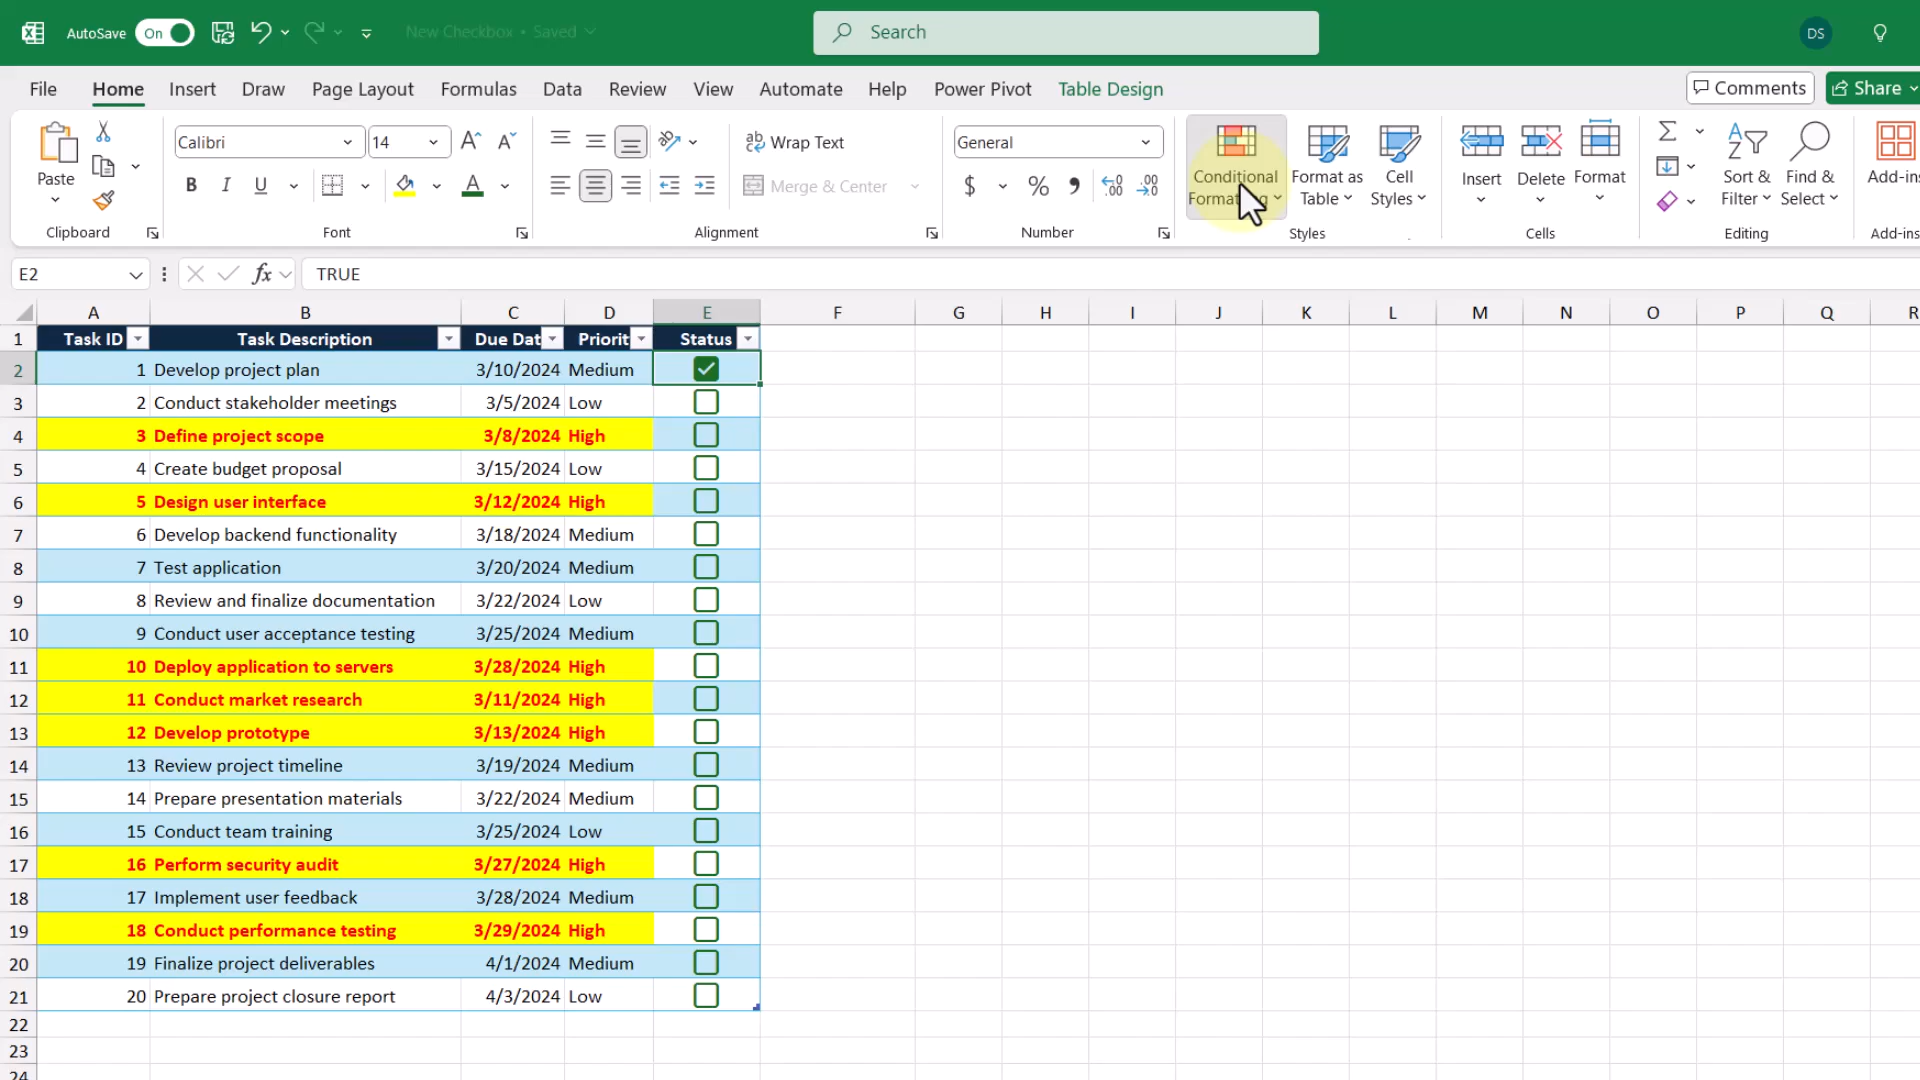 AutoSave On New Checkbox • Saved Search DS
File Home Insert Draw Page Layout Formulas Data Review View Automate Help Power Pivot Table Design Comments Share
Calibri 14 Wrap Text General
Paste B I U Merge & Center $ % Conditional Formatting Format as Table Cell Styles Insert Delete Format Sort & Filter Find & Select Add-ins
Clipboard Font Alignment Number Styles Cells Editing Add-ins
E2 fx TRUE
A B C D E F G H I J K L M N O P Q R
1 Task ID Task Description Due Dat Priorit Status
2 1 Develop project plan 3/10/2024 Medium
3 2 Conduct stakeholder meetings 3/5/2024 Low
4 3 Define project scope 3/8/2024 High
5 4 Create budget proposal 3/15/2024 Low
6 5 Design user interface 3/12/2024 High
7 6 Develop backend functionality 3/18/2024 Medium
8 7 Test application 3/20/2024 Medium
9 8 Review and finalize documentation 3/22/2024 Low
10 9 Conduct user acceptance testing 3/25/2024 Medium
11 10 Deploy application to servers 3/28/2024 High
12 11 Conduct market research 3/11/2024 High
13 12 Develop prototype 3/13/2024 High
14 13 Review project timeline 3/19/2024 Medium
15 14 Prepare presentation materials 3/22/2024 Medium
16 15 Conduct team training 3/25/2024 Low
17 16 Perform security audit 3/27/2024 High
18 17 Implement user feedback 3/28/2024 Medium
19 18 Conduct performance testing 3/29/2024 High
20 19 Finalize project deliverables 4/1/2024 Medium
21 20 Prepare project closure report 4/3/2024 Low
22
23
24